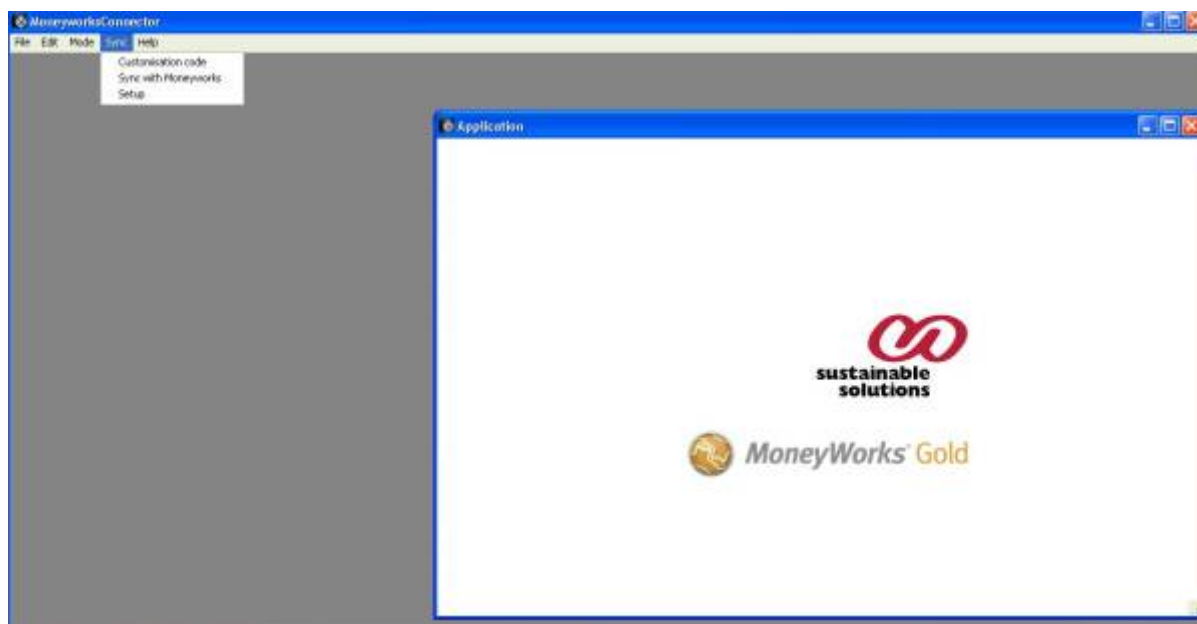 MoneyworksConnector
File Edit Mode Sync Help
Customisation code
Sync with Moneyworks
Setup
Application
sustainable
solutions
MoneyWorks Gold